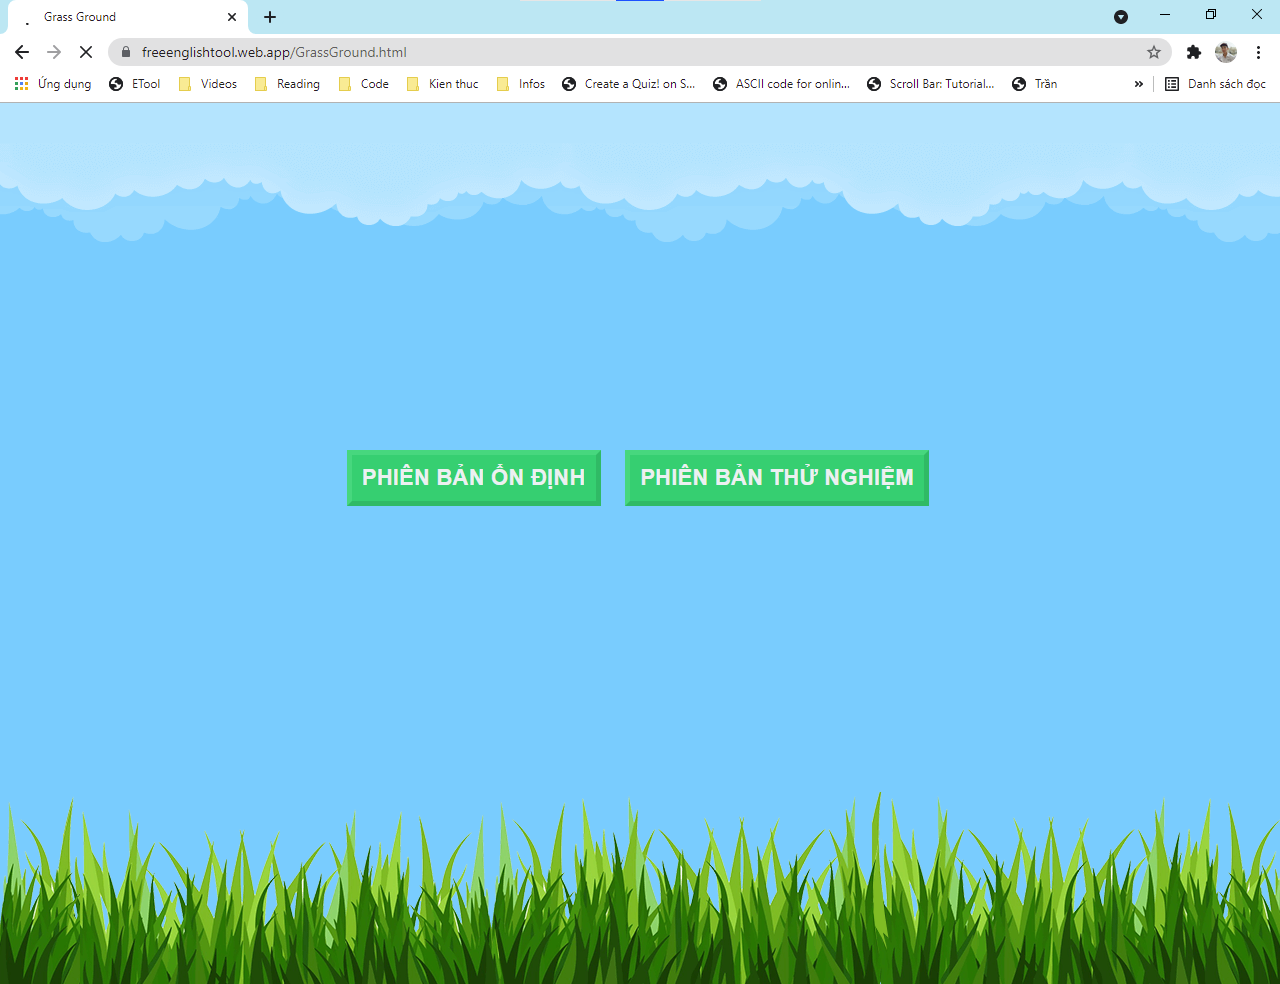 Grass Ground
freeenglishtool.web.app/GrassGround.html
Ứng dụng ETool Videos Reading Code Kien thuc Infos Create a Quiz! on S... ASCII code for onlin... Scroll Bar: Tutorial... Trần » Danh sách đọc
PHIÊN BẢN ỔN ĐỊNH PHIÊN BẢN THỬ NGHIỆM